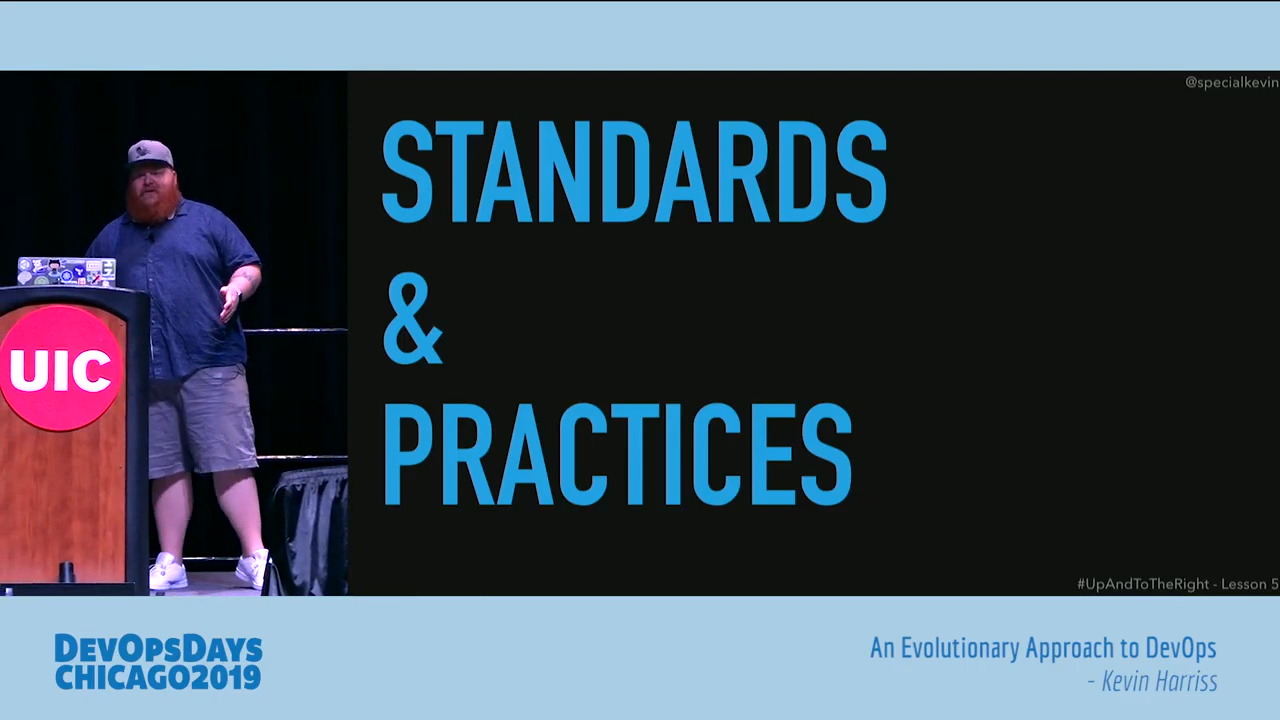 @specialkevin
STANDARDS
&
PRACTICES
UIC
#UpAndToTheRight - Lesson 5
DEVOPSDAYS
CHICAGO2019
An Evolutionary Approach to DevOps
- Kevin Harriss